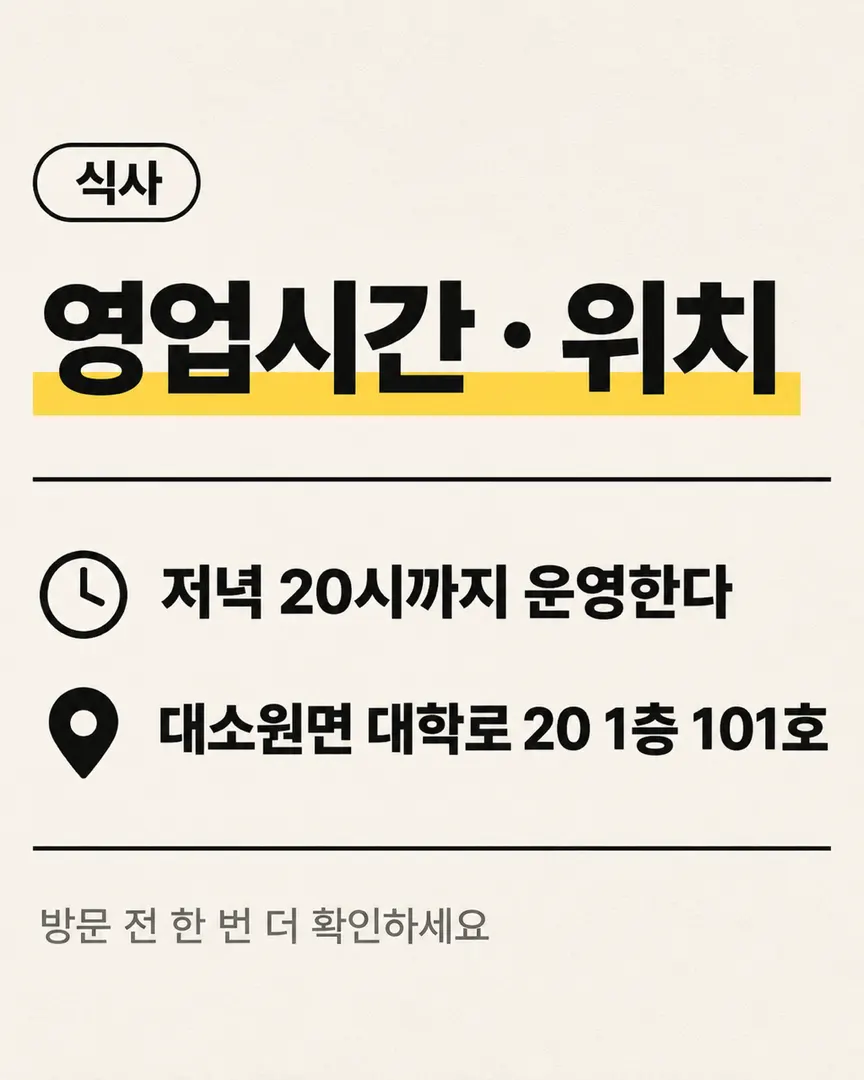 식사
영업시간 · 위치
저녁 20시까지 운영한다
대소원면 대학로 20 1층 101호
방문 전 한 번 더 확인하세요